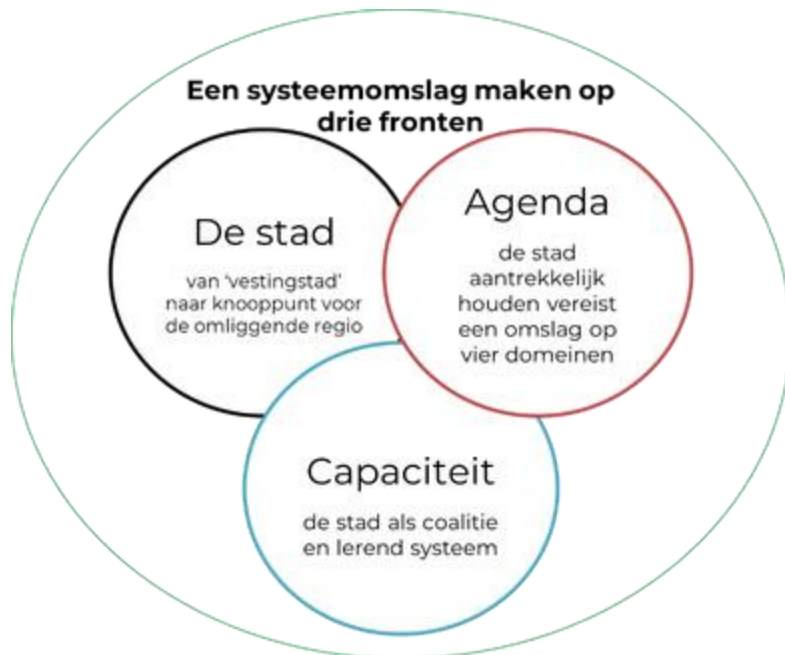 Een systeemomslag maken op
drie fronten
De stad
van ‘vestingstad’
naar knooppunt voor
de omliggende regio
Agenda
de stad
aantrekkelijk
houden vereist
een omslag op
vier domeinen
Capaciteit
de stad als coalitie
en lerend systeem